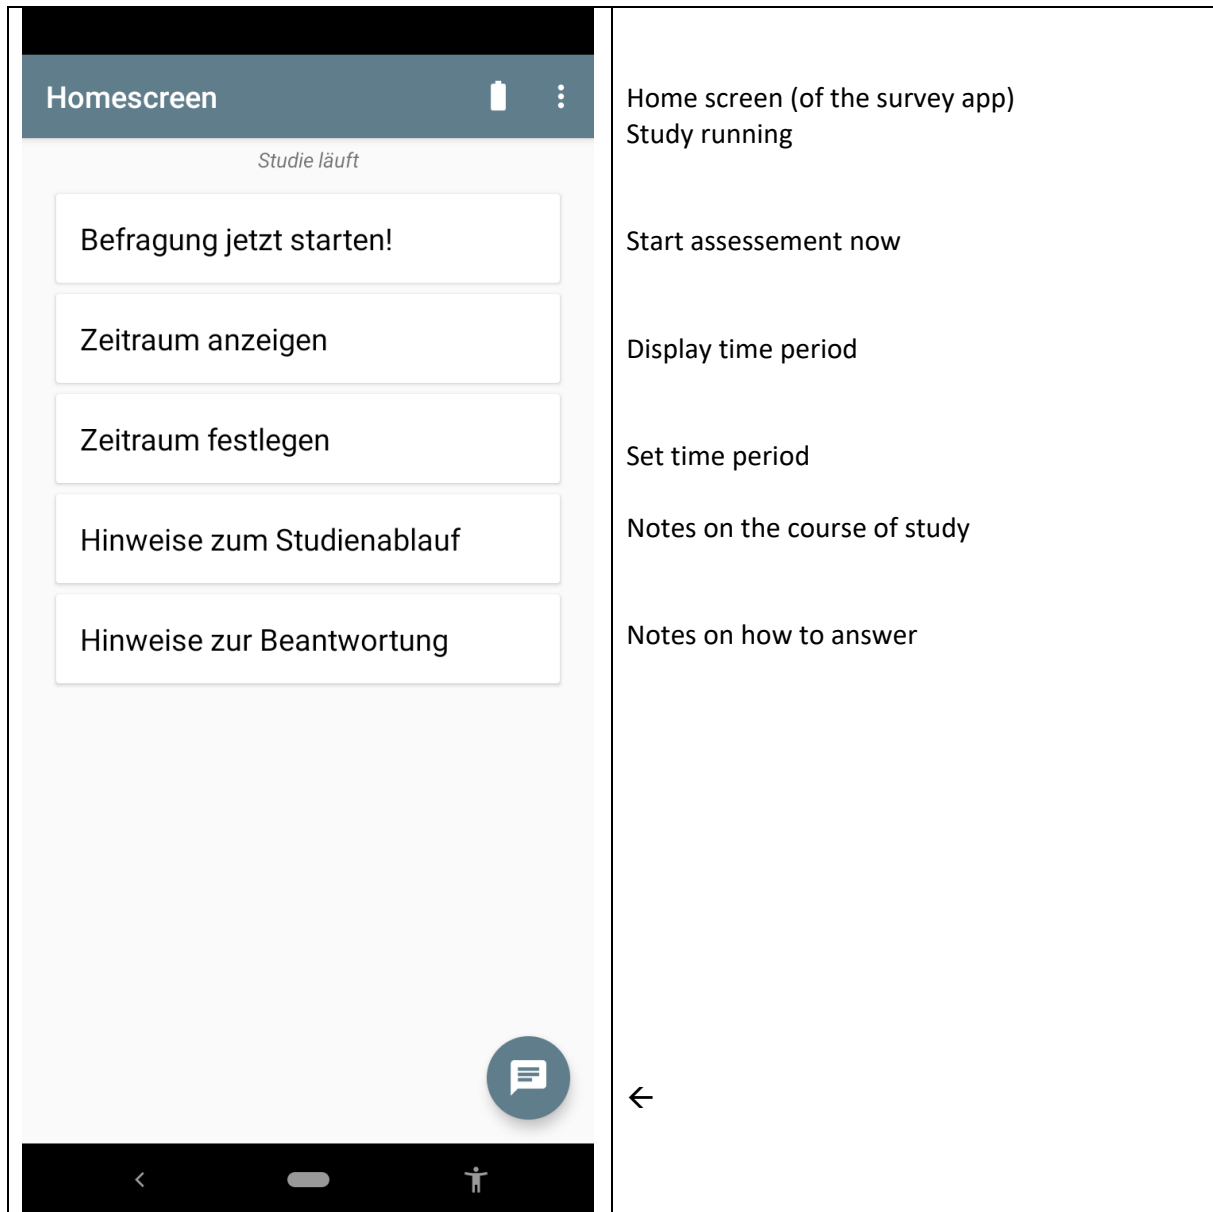 Homescreen
Studie läuft
Befragung jetzt starten!
Zeitraum anzeigen
Zeitraum festlegen
Hinweise zum Studienablauf
Hinweise zur Beantwortung
Home screen (of the survey app)
Study running
Start assessement now
Display time period
Set time period
Notes on the course of study
Notes on how to answer
←